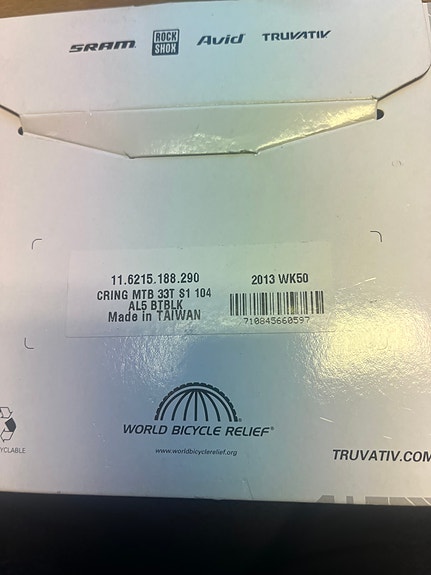 SRAM ROCK SHOX Avid TRUVATIV
11.6215.188.290 2013 WK50
CRING MTB 33T S1 104
AL5 BTBLK
Made in TAIWAN
710845660597
WORLD BICYCLE RELIEF®
www.worldbicyclerelief.org
YCLABLE
TRUVATIV.COM